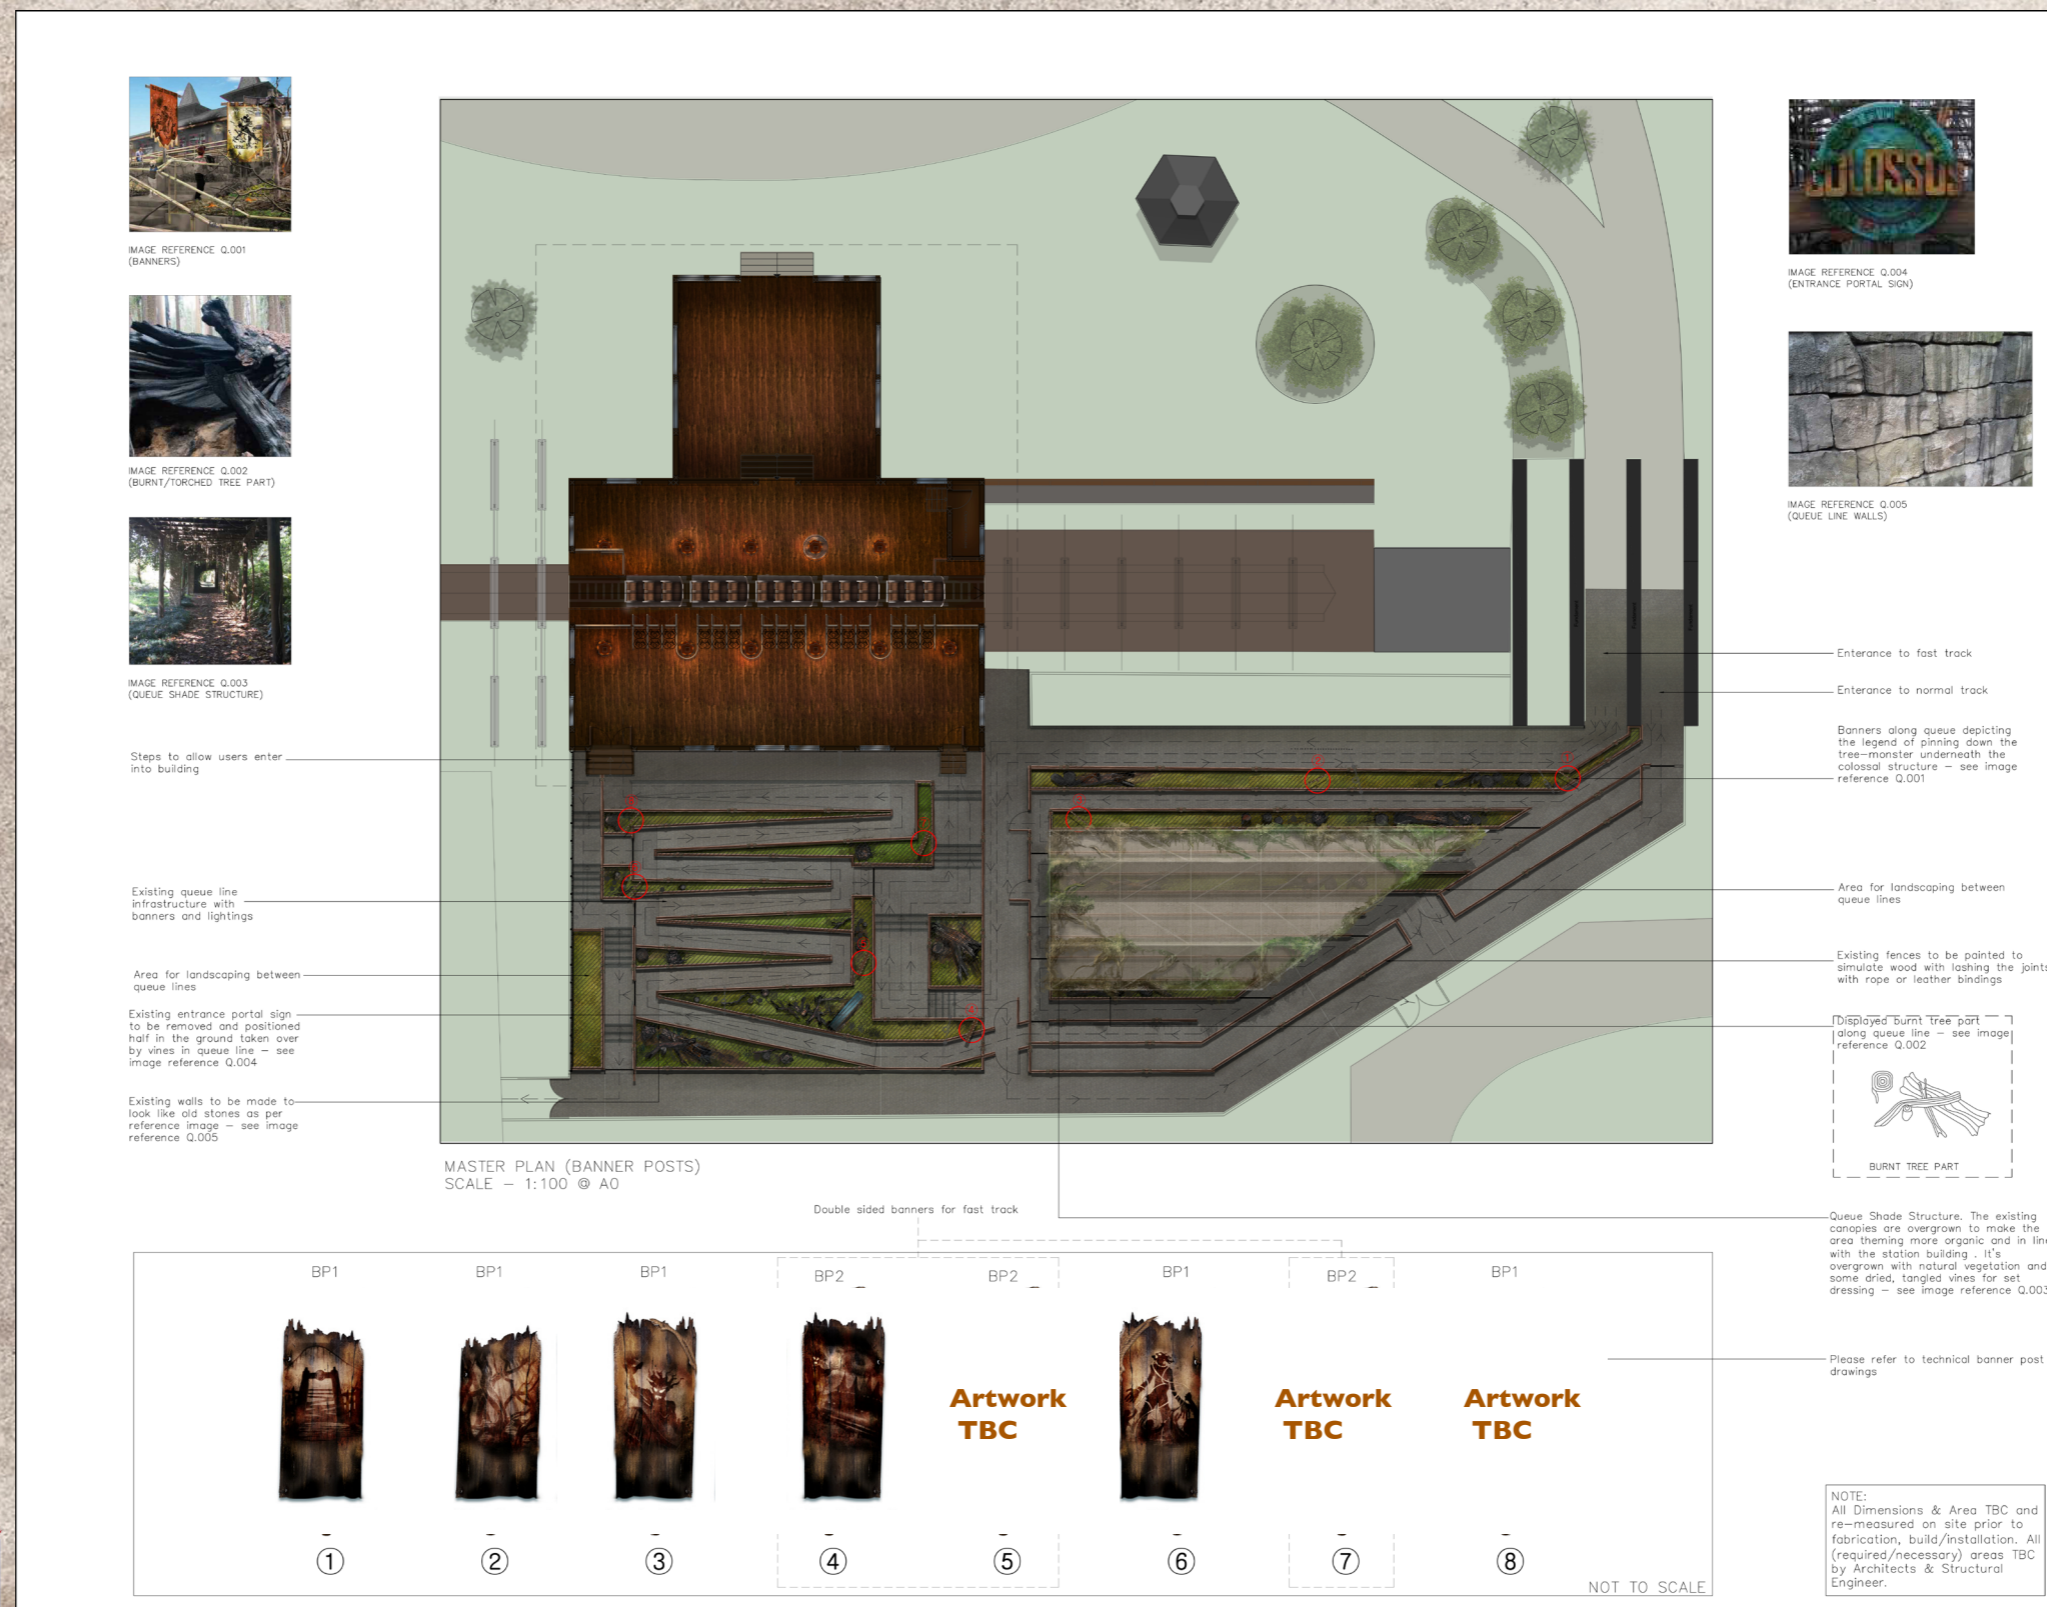 IMAGE REFERENCE Q.001
(BANNERS)
IMAGE REFERENCE Q.002
(BURNT/TORCHED TREE PART)
IMAGE REFERENCE Q.003
(QUEUE SHADE STRUCTURE)
Steps to allow users enter
into building
Existing queue line
infrastructure with
banners and lightings
Area for landscaping between
queue lines
Existing entrance portal sign
to be removed and positioned
half in the ground taken over
by vines in queue line – see
image reference Q.004
Existing walls to be made to
look like old stones as per
reference image – see image
reference Q.005
COLOSSUS
IMAGE REFERENCE Q.004
(ENTRANCE PORTAL SIGN)
IMAGE REFERENCE Q.005
(QUEUE LINE WALLS)
Enterance to fast track
Enterance to normal track
Banners along queue depicting
the legend of pinning down the
tree-monster underneath the
colossal structure – see image
reference Q.001
Area for landscaping between
queue lines
Existing fences to be painted to
simulate wood with lashing the joints
with rope or leather bindings
Displayed burnt tree part
along queue line – see image
reference Q.002
BURNT TREE PART
Queue Shade Structure. The existing
canopies are overgrown to make the
area theming more organic and in line
with the station building . It's
overgrown with natural vegetation and
some dried, tangled vines for set
dressing – see image reference Q.003
Please refer to technical banner post
drawings
MASTER PLAN (BANNER POSTS)
SCALE – 1:100 @ A0
Double sided banners for fast track
BP1 BP1 BP1 BP2 BP2 BP1 BP2 BP1
Artwork
TBC
Artwork
TBC
Artwork
TBC
① ② ③ ④ ⑤ ⑥ ⑦ ⑧
NOT TO SCALE
NOTE:
All Dimensions & Area TBC and
re-measured on site prior to
fabrication, build/installation. All
(required/necessary) areas TBC
by Architects & Structural
Engineer.